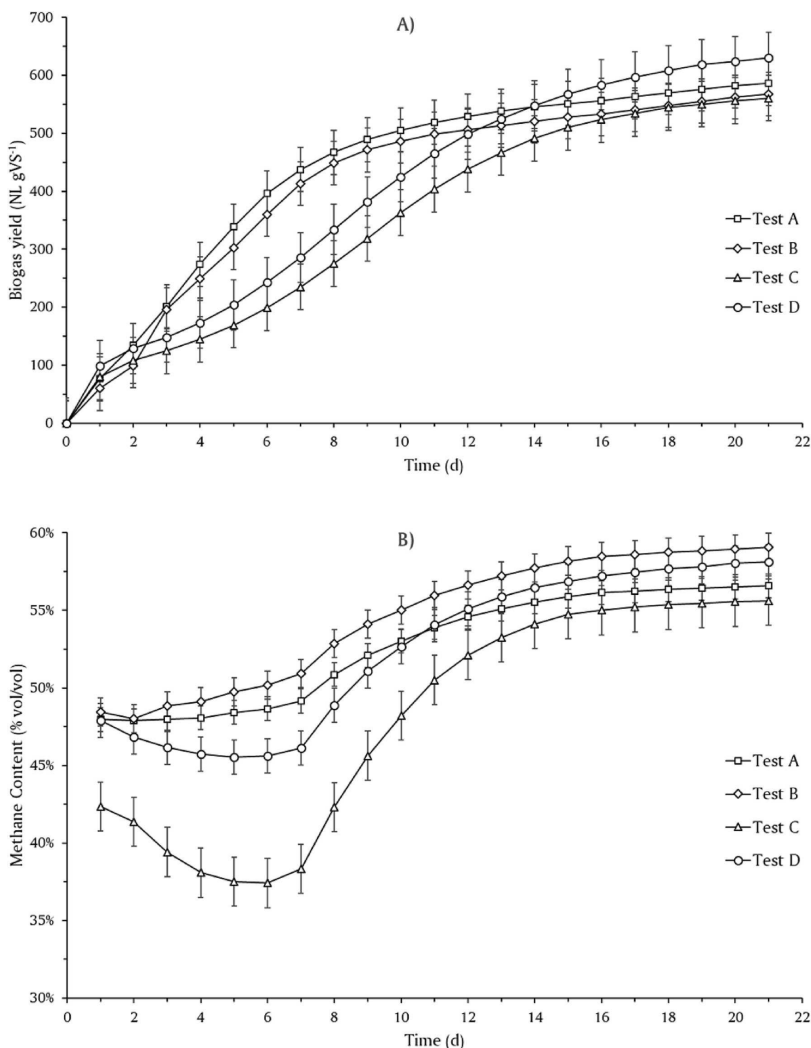 A)
700
600
500
400
300
200
100
0
Biogas yield (NL gVS⁻¹)
Test A
Test B
Test C
Test D
0 2 4 6 8 10 12 14 16 18 20 22
Time (d)
B)
60%
55%
50%
45%
40%
35%
30%
Methane Content (% vol/vol)
Test A
Test B
Test C
Test D
0 2 4 6 8 10 12 14 16 18 20 22
Time (d)